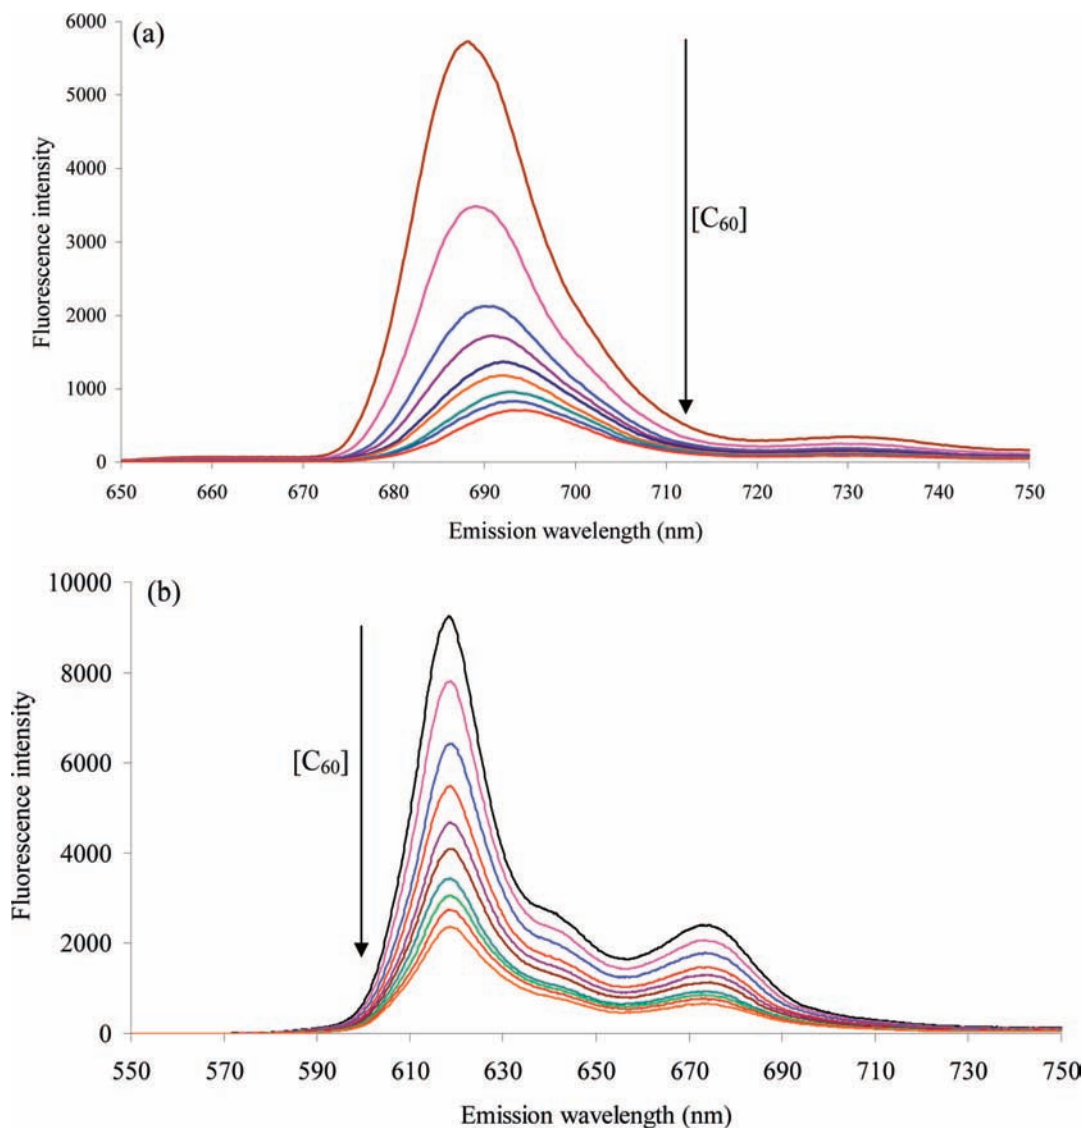 (a)
6000
5000
4000
3000
2000
1000
0
Fluorescence intensity
[C₆₀]
650 660 670 680 690 700 710 720 730 740 750
Emission wavelength (nm)
(b)
10000
8000
6000
4000
2000
0
Fluorescence intensity
[C₆₀]
550 570 590 610 630 650 670 690 710 730 750
Emission wavelength (nm)